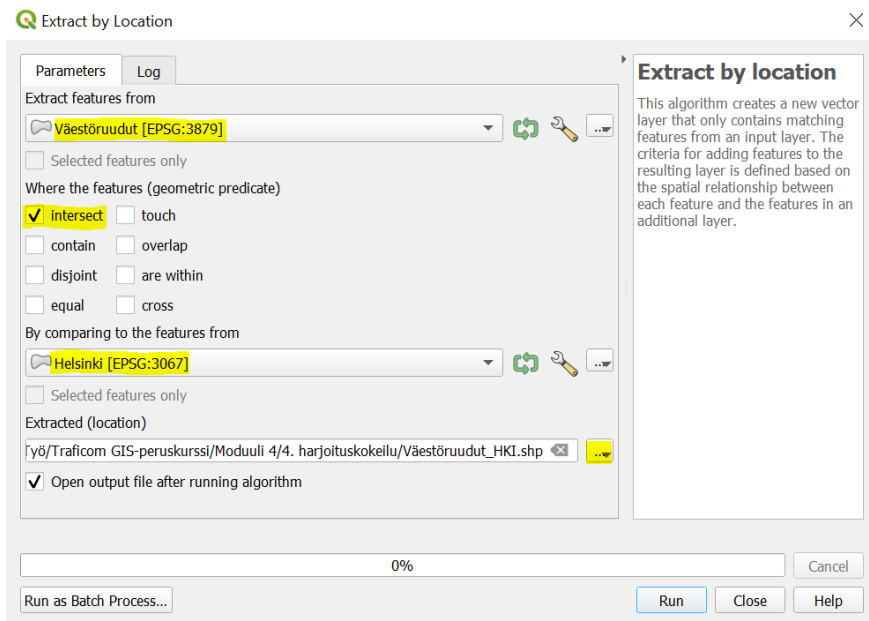 Extract by Location
Parameters Log
Extract features from
Väestöruudut [EPSG:3879]
Selected features only
Where the features (geometric predicate)
intersect touch
contain overlap
disjoint are within
equal cross
By comparing to the features from
Helsinki [EPSG:3067]
Selected features only
Extracted (location)
Työ/Traficom GIS-peruskurssi/Moduuli 4/4. harjoituskokeilu/Väestöruudut_HKI.shp
Open output file after running algorithm
Extract by location
This algorithm creates a new vector
layer that only contains matching
features from an input layer. The
criteria for adding features to the
resulting layer is defined based on
the spatial relationship between
each feature and the features in an
additional layer.
0%
Cancel
Run as Batch Process...
Run Close Help